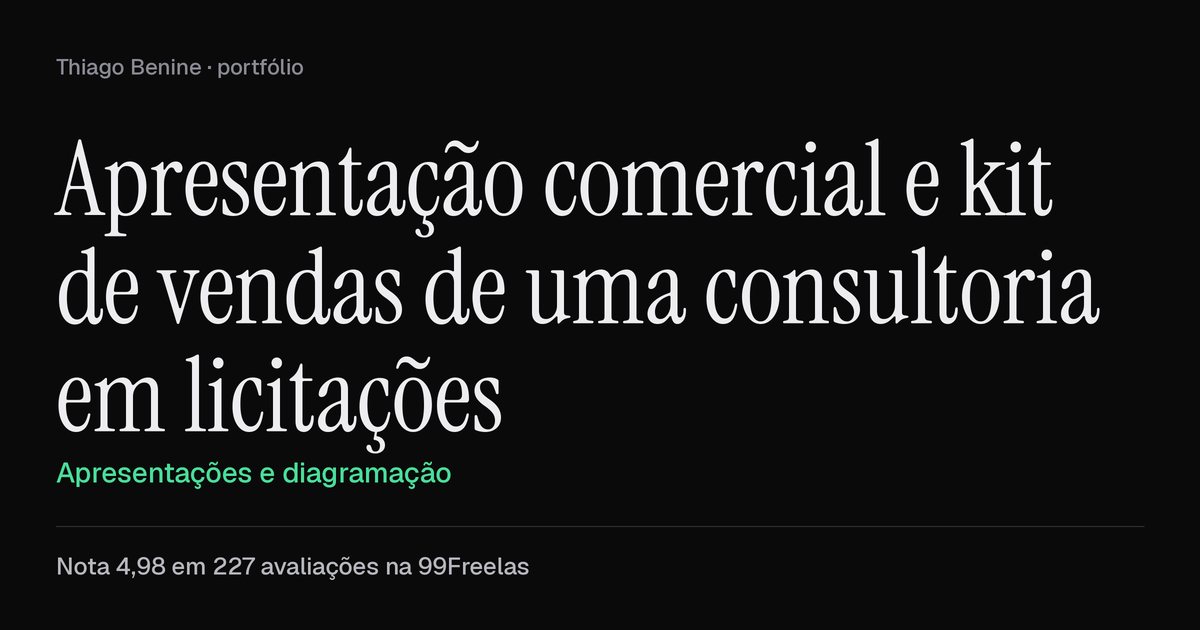 Thiago Benine · portfólio
Apresentação comercial e kit
de vendas de uma consultoria
em licitações
Apresentações e diagramação
Nota 4,98 em 227 avaliações na 99Freelas